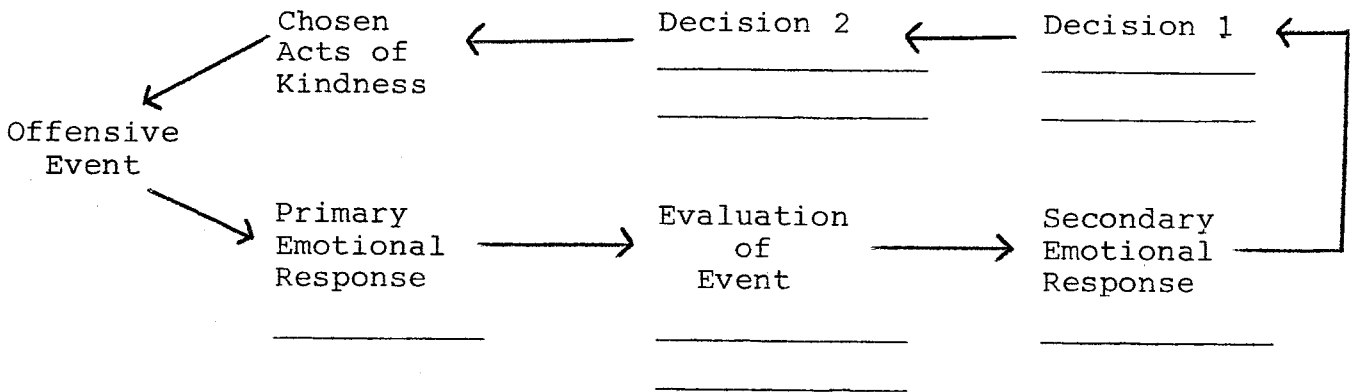 Chosen
Acts of
Kindness
Decision 2
Decision 1
Offensive
Event
Primary
Emotional
Response
Evaluation
of
Event
Secondary
Emotional
Response